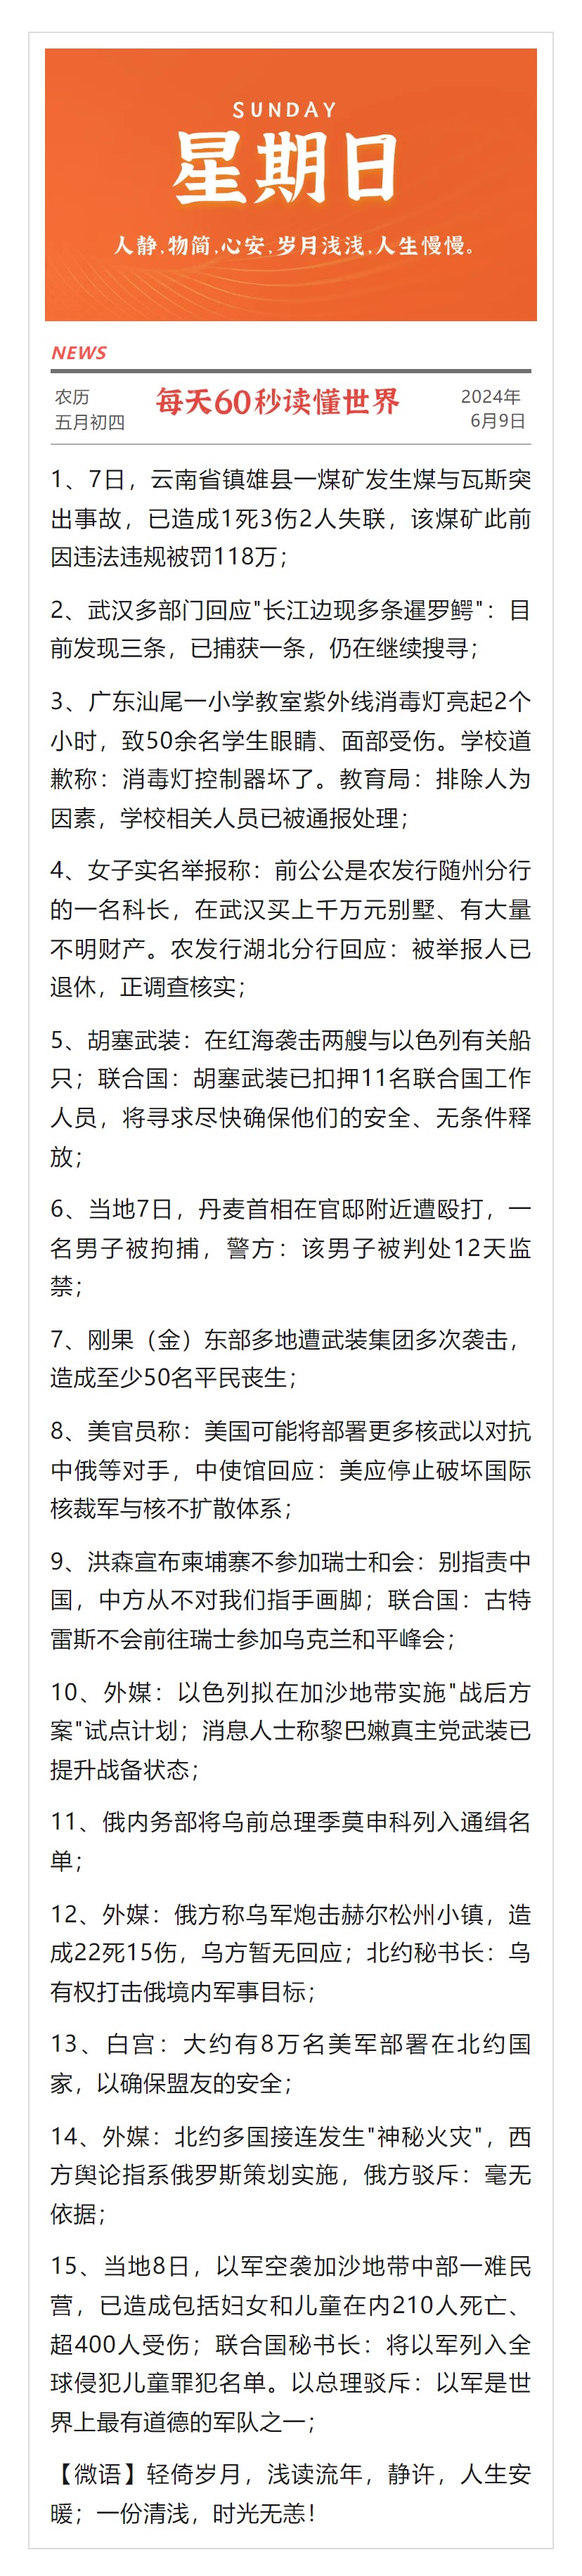 SUNDAY
星期日
人静,物简,心安,岁月浅浅,人生慢慢。
NEWS
农历
五月初四
每天60秒读懂世界
2024年
6月9日
1、7日，云南省镇雄县一煤矿发生煤与瓦斯突
出事故，已造成1死3伤2人失联，该煤矿此前
因违法违规被罚118万；
2、武汉多部门回应"长江边现多条暹罗鳄"：目
前发现三条，已捕获一条，仍在继续搜寻；
3、广东汕尾一小学教室紫外线消毒灯亮起2个
小时，致50余名学生眼睛、面部受伤。学校道
歉称：消毒灯控制器坏了。教育局：排除人为
因素，学校相关人员已被通报处理；
4、女子实名举报称：前公公是农发行随州分行
的一名科长，在武汉买上千万元别墅、有大量
不明财产。农发行湖北分行回应：被举报人已
退休，正调查核实；
5、胡塞武装：在红海袭击两艘与以色列有关船
只；联合国：胡塞武装已扣押11名联合国工作
人员，将寻求尽快确保他们的安全、无条件释
放；
6、当地7日，丹麦首相在官邸附近遭殴打，一
名男子被拘捕，警方：该男子被判处12天监
禁；
7、刚果（金）东部多地遭武装集团多次袭击，
造成至少50名平民丧生；
8、美官员称：美国可能将部署更多核武以对抗
中俄等对手，中使馆回应：美应停止破坏国际
核裁军与核不扩散体系；
9、洪森宣布柬埔寨不参加瑞士和会：别指责中
国，中方从不对我们指手画脚；联合国：古特
雷斯不会前往瑞士参加乌克兰和平峰会；
10、外媒：以色列拟在加沙地带实施"战后方
案"试点计划；消息人士称黎巴嫩真主党武装已
提升战备状态；
11、俄内务部将乌前总理季莫申科列入通缉名
单；
12、外媒：俄方称乌军炮击赫尔松州小镇，造
成22死15伤，乌方暂无回应；北约秘书长：乌
有权打击俄境内军事目标；
13、白宫：大约有8万名美军部署在北约国
家，以确保盟友的安全；
14、外媒：北约多国接连发生"神秘火灾"，西
方舆论指系俄罗斯策划实施，俄方驳斥：毫无
依据；
15、当地8日，以军空袭加沙地带中部一难民
营，已造成包括妇女和儿童在内210人死亡、
超400人受伤；联合国秘书长：将以军列入全
球侵犯儿童罪犯名单。以总理驳斥：以军是世
界上最有道德的军队之一；
【微语】轻倚岁月，浅读流年，静许，人生安
暖；一份清浅，时光无恙！